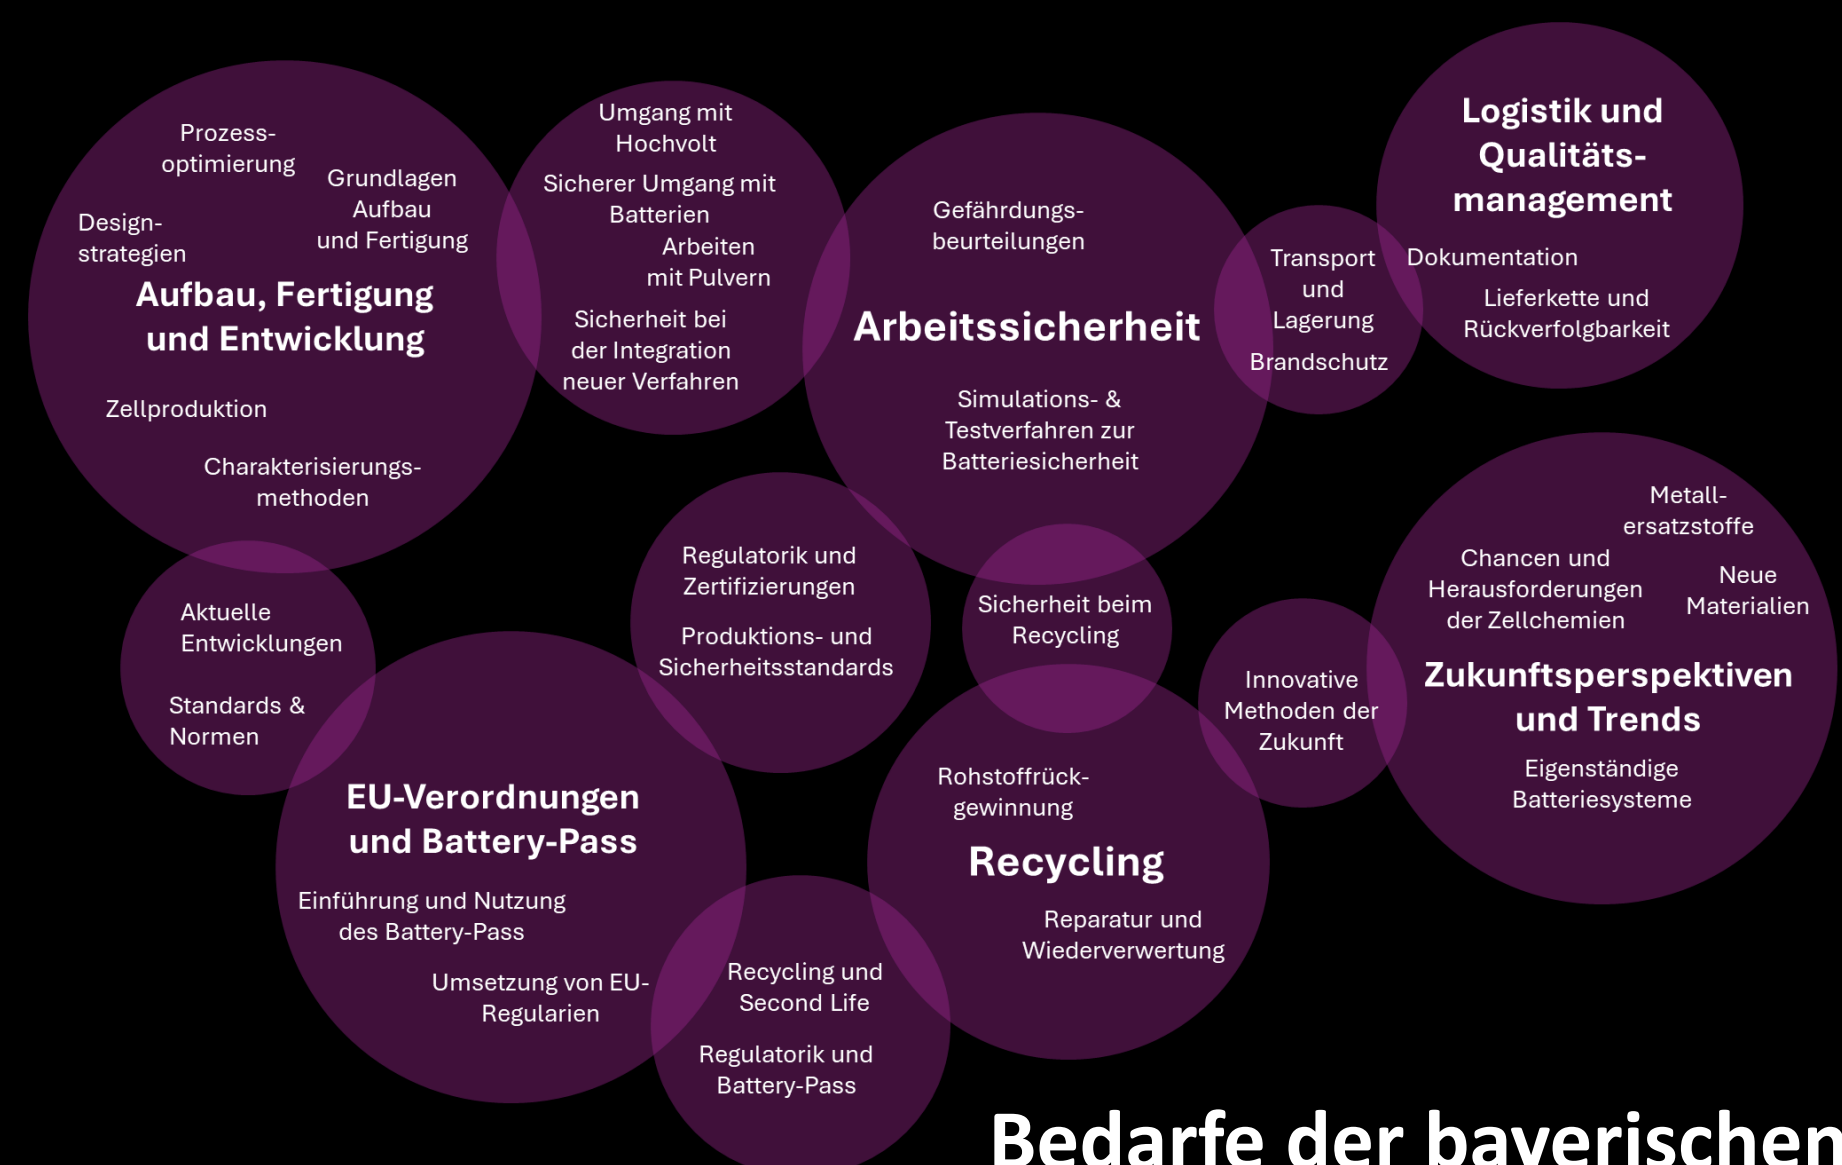 Prozess-
optimierung
Grundlagen
Aufbau
und Fertigung
Design-
strategien
Aufbau, Fertigung
und Entwicklung
Zellproduktion
Charakterisierungs-
methoden
Umgang mit
Hochvolt
Sicherer Umgang mit
Batterien
Arbeiten
mit Pulvern
Sicherheit bei
der Integration
neuer Verfahren
Gefährdungs-
beurteilungen
Arbeitssicherheit
Simulations- &
Testverfahren zur
Batteriesicherheit
Transport
und
Lagerung
Brandschutz
Logistik und
Qualitäts-
management
Dokumentation
Lieferkette und
Rückverfolgbarkeit
Aktuelle
Entwicklungen
Standards &
Normen
Regulatorik und
Zertifizierungen
Produktions- und
Sicherheitsstandards
Sicherheit beim
Recycling
Innovative
Methoden der
Zukunft
Metall-
ersatzstoffe
Chancen und
Herausforderungen
der Zellchemien
Neue
Materialien
Zukunftsperspektiven
und Trends
Eigenständige
Batteriesysteme
EU-Verordnungen
und Battery-Pass
Einführung und Nutzung
des Battery-Pass
Umsetzung von EU-
Regularien
Rohstoffrück-
gewinnung
Recycling
Reparatur und
Wiederverwertung
Recycling und
Second Life
Regulatorik und
Battery-Pass
Bedarfe der bayerischen